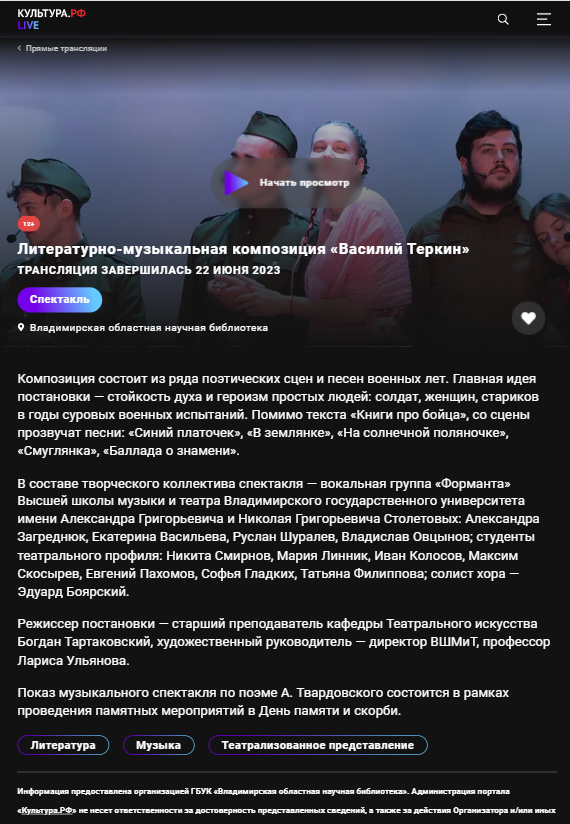 КУЛЬТУРА.РФ
LIVE
Прямые трансляции
Начать просмотр
12+
Литературно-музыкальная композиция «Василий Теркин»
ТРАНСЛЯЦИЯ ЗАВЕРШИЛАСЬ 22 ИЮНЯ 2023
Спектакль
Владимирская областная научная библиотека
Композиция состоит из ряда поэтических сцен и песен военных лет. Главная идея
постановки — стойкость духа и героизм простых людей: солдат, женщин, стариков
в годы суровых военных испытаний. Помимо текста «Книги про бойца», со сцены
прозвучат песни: «Синий платочек», «В землянке», «На солнечной поляночке»,
«Смуглянка», «Баллада о знамени».
В составе творческого коллектива спектакля — вокальная группа «Форманта»
Высшей школы музыки и театра Владимирского государственного университета
имени Александра Григорьевича и Николая Григорьевича Столетовых: Александра
Загреднюк, Екатерина Васильева, Руслан Шуралев, Владислав Овцынов; студенты
театрального профиля: Никита Смирнов, Мария Линник, Иван Колосов, Максим
Скосырев, Евгений Пахомов, Софья Гладких, Татьяна Филиппова; солист хора —
Эдуард Боярский.
Режиссер постановки — старший преподаватель кафедры Театрального искусства
Богдан Тартаковский, художественный руководитель — директор ВШМиТ, профессор
Лариса Ульянова.
Показ музыкального спектакля по поэме А. Твардовского состоится в рамках
проведения памятных мероприятий в День памяти и скорби.
Литература Музыка Театрализованное представление
Информация предоставлена организацией ГБУК «Владимирская областная научная библиотека». Администрация портала
«Культура.РФ» не несет ответственности за достоверность представленных сведений, а также за действия Организатора и/или иных